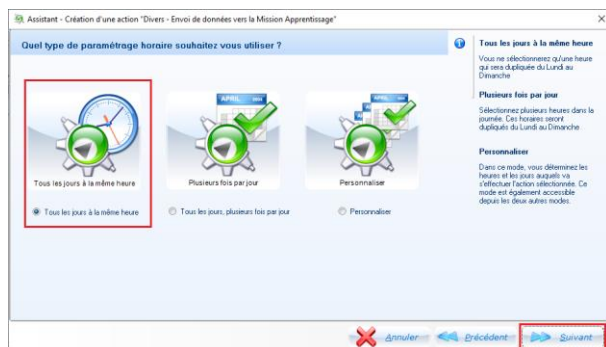 Assistant - Création d'une action "Divers - Envoi de données vers la Mission Apprentissage"
Quel type de paramétrage horaire souhaitez vous utiliser ?
APRIL
APRIL
Tous les jours à la même heure
Plusieurs fois par jour
Personnaliser
Tous les jours à la même heure
Tous les jours, plusieurs fois par jour
Personnaliser
Tous les jours à la même heure
Vous ne sélectionnerez qu'une heure
qui sera dupliquée du Lundi au
Dimanche
Plusieurs fois par jour
Sélectionnez plusieurs heures dans la
journée. Ces horaires seront
dupliqués du Lundi au Dimanche.
Personnaliser
Dans ce mode, vous déterminez les
heures et les jours auquels va
s'effectuer l'action sélectionnée. Ce
mode est également accessible
depuis les deux autres modes.
Annuler
Précédent
Suivant